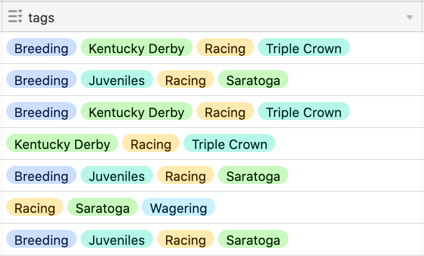 tags
Breeding Kentucky Derby Racing Triple Crown
Breeding Juveniles Racing Saratoga
Breeding Kentucky Derby Racing Triple Crown
Kentucky Derby Racing Triple Crown
Breeding Juveniles Racing Saratoga
Racing Saratoga Wagering
Breeding Juveniles Racing Saratoga